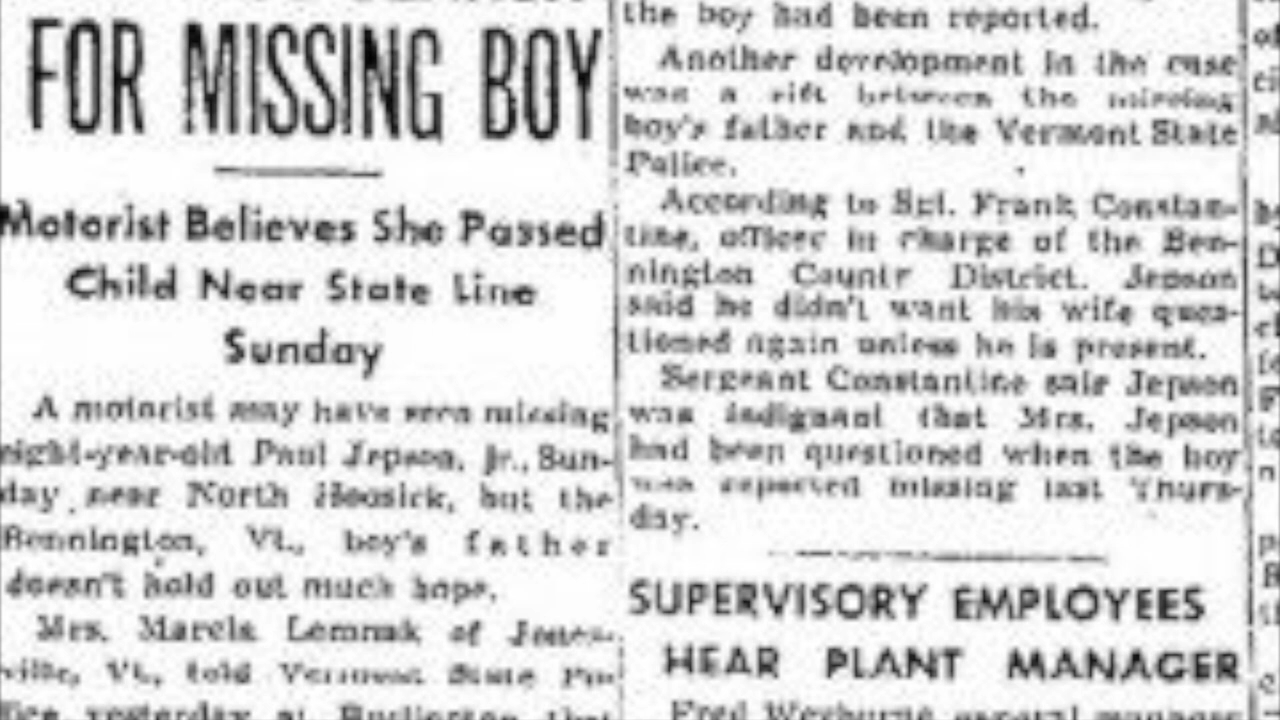 FOR MISSING BOY
Motorist Believes She Passed
Child Near State Line
Sunday
A motorist may have seen missing
eight-year-old Paul Jepson, Jr., Sun-
day near North Hoosick, but the
Bennington, Vt., boy's father
doesn't hold out much hope.
Mrs. Marcia Lemnak of Jones-
ville, Vt., told Vermont State Po-
lice yesterday at Burlington that
the boy had been reported.
Another development in the case
was a rift between the missing
boy's father and the Vermont State
Police.
According to Sgt. Frank Constan-
tine, officer in charge of the Ben-
nington County District, Jepson
said he didn't want his wife ques-
tioned again unless he is present.
Sergeant Constantine said Jepson
was indignant that Mrs. Jepson
had been questioned when the boy
was reported missing last Thurs-
day.
SUPERVISORY EMPLOYEES
HEAR PLANT MANAGER
Fred general manager